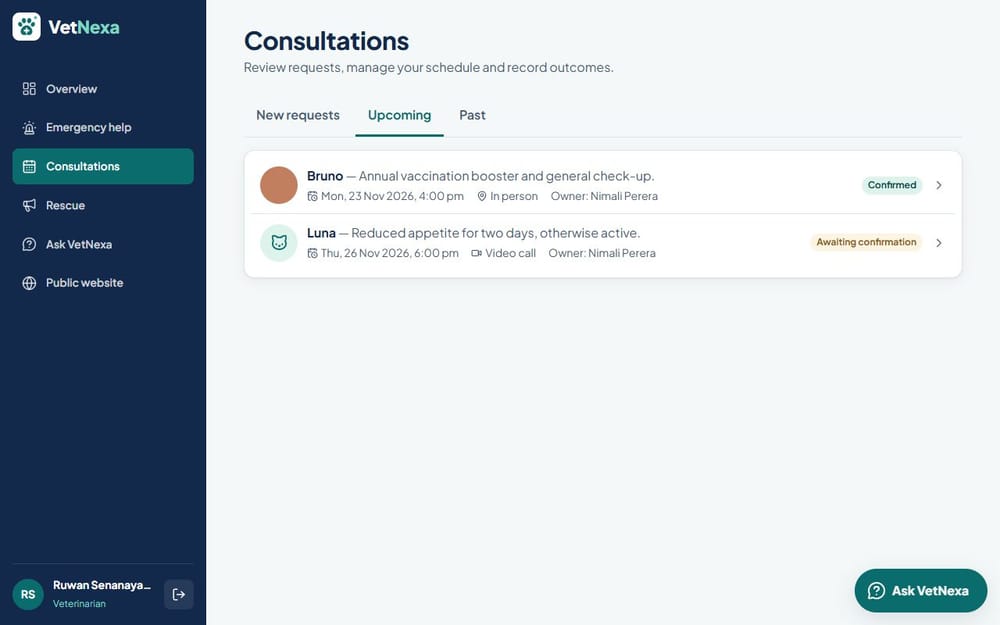 VetNexa
Overview
Emergency help
Consultations
Rescue
Ask VetNexa
Public website
RS
Ruwan Senanaya...
Veterinarian
Consultations
Review requests, manage your schedule and record outcomes.
New requests
Upcoming
Past
Bruno — Annual vaccination booster and general check-up.
Mon, 23 Nov 2026, 4:00 pm In person Owner: Nimali Perera
Confirmed
Luna — Reduced appetite for two days, otherwise active.
Thu, 26 Nov 2026, 6:00 pm Video call Owner: Nimali Perera
Awaiting confirmation
Ask VetNexa